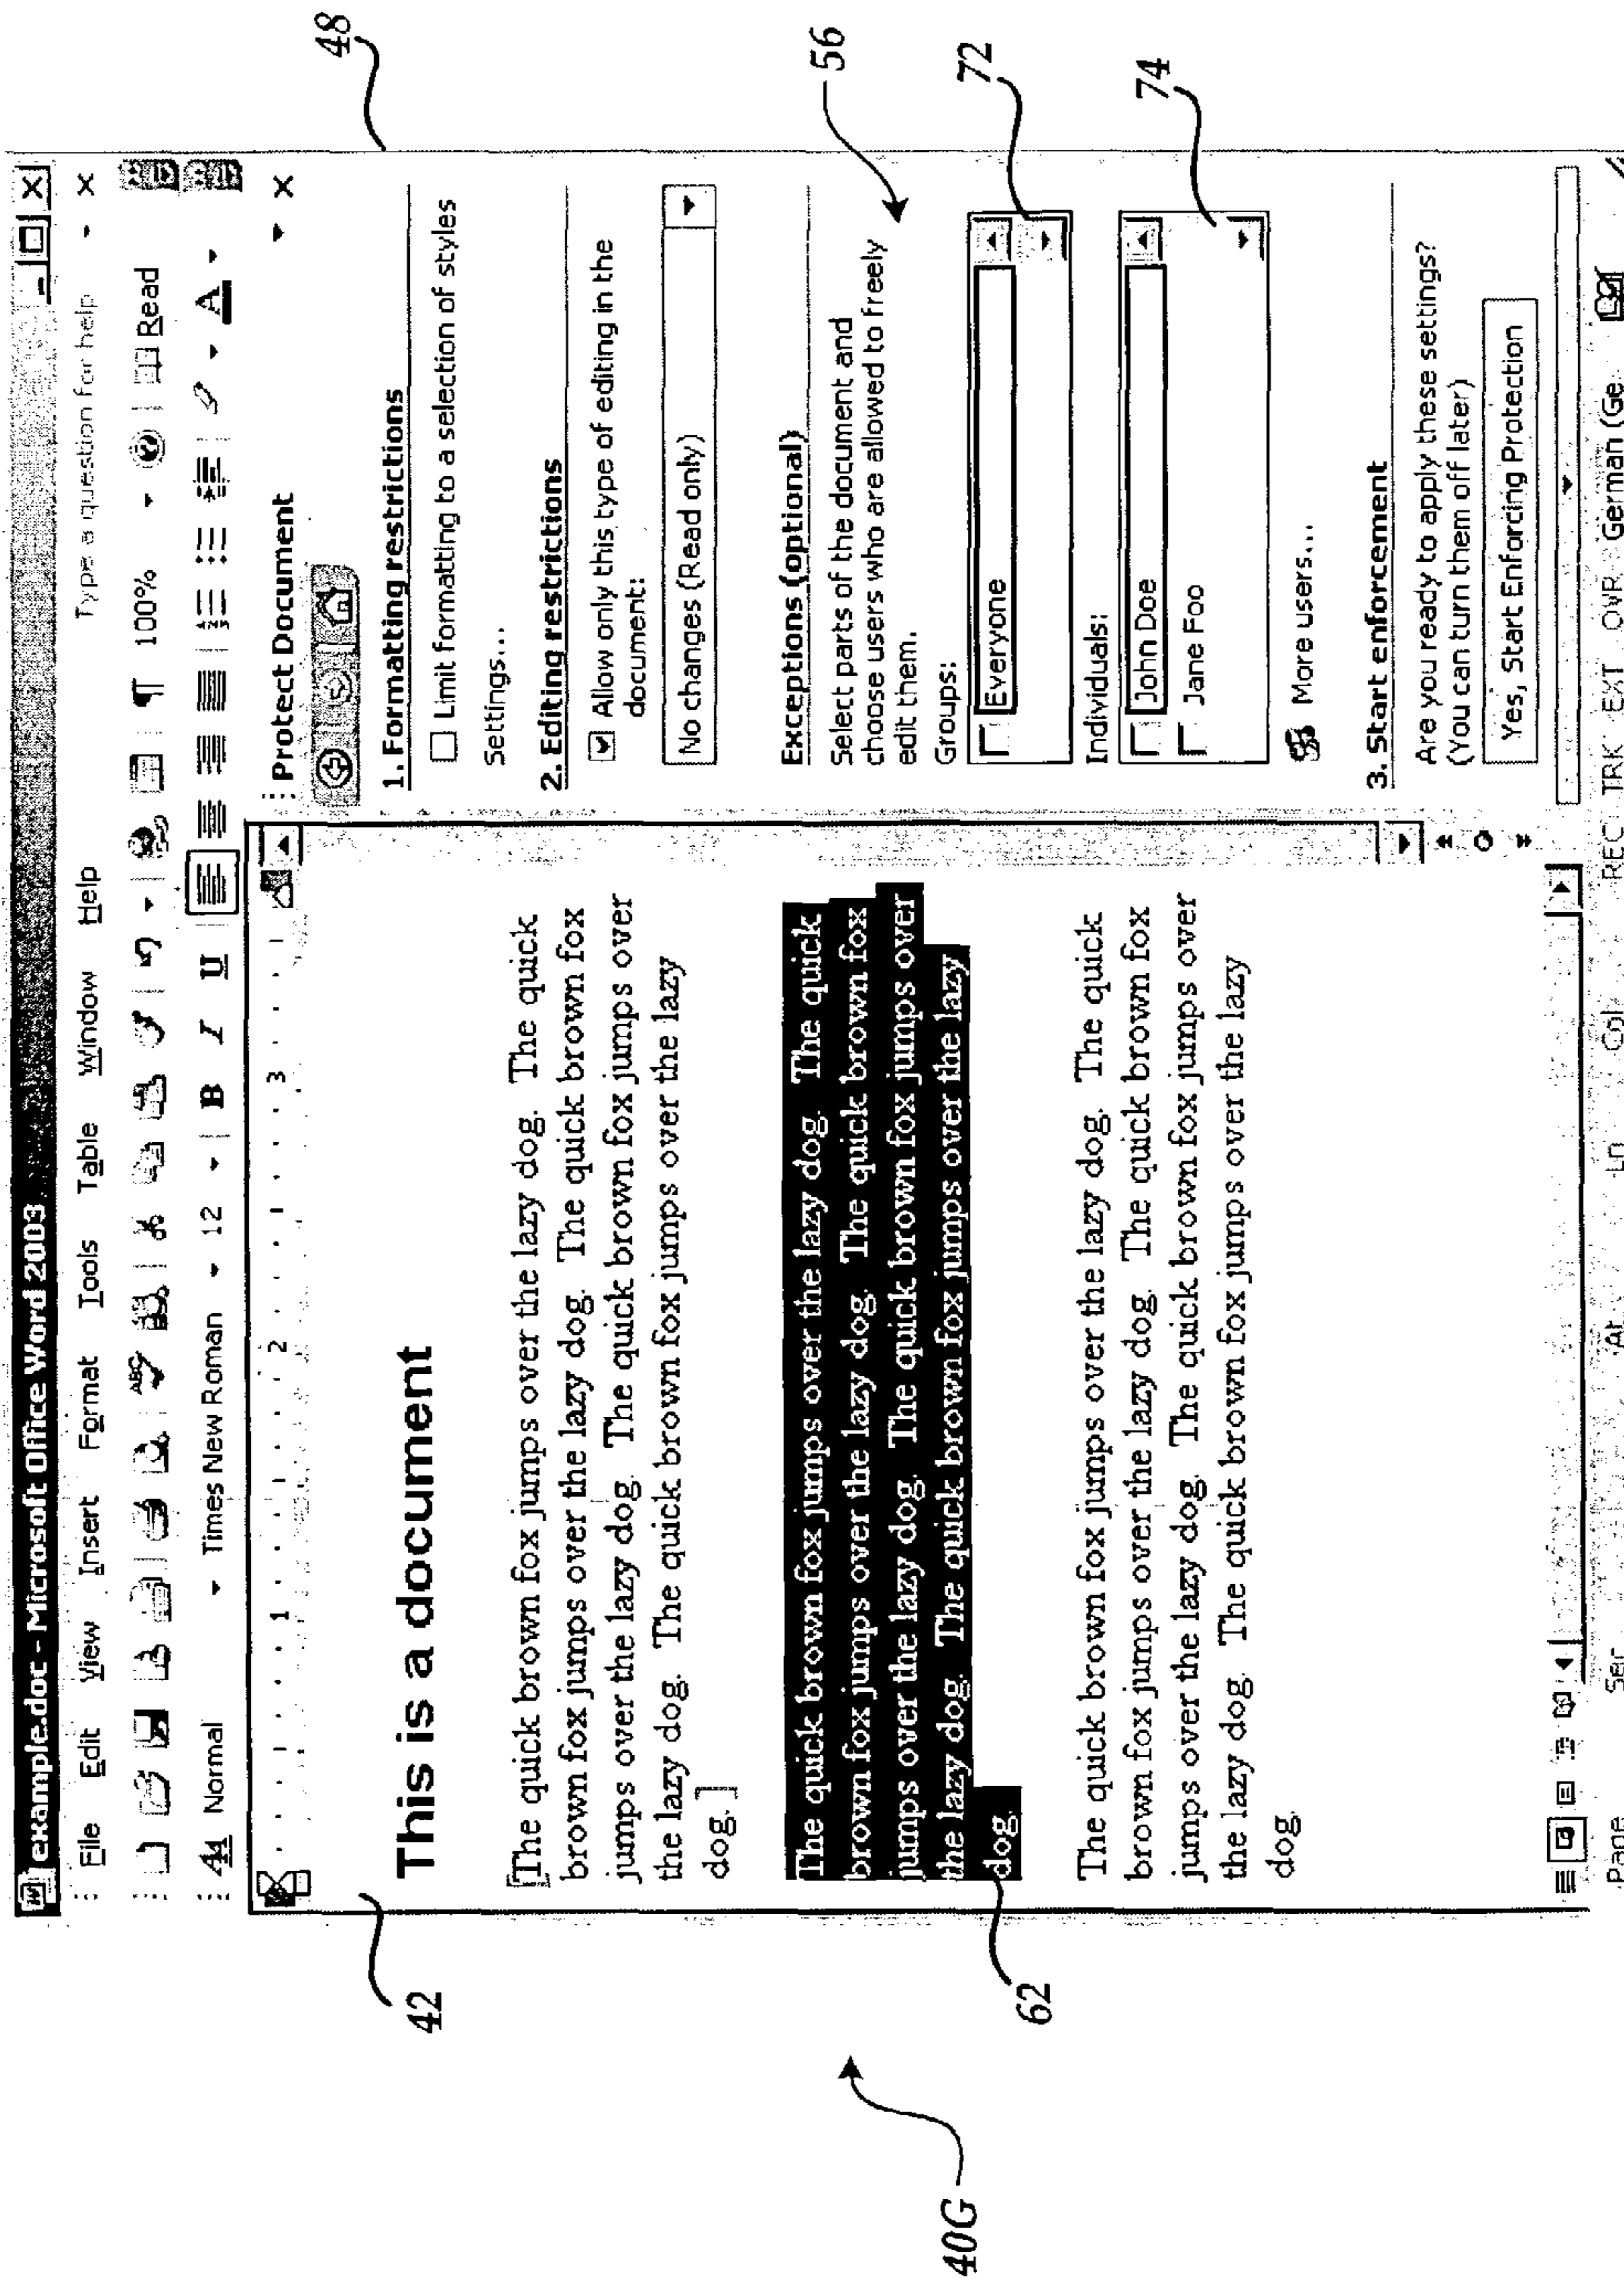 example.doc - Microsoft Office Word 2003
File Edit View Insert Format Tools Table Window Help Type a question for help
100% Read
Normal Times New Roman 12 B I U A
1 2 3
Protect Document
1. Formatting restrictions
Limit formatting to a selection of styles
Settings...
2. Editing restrictions
Allow only this type of editing in the
document:
No changes (Read only)
Exceptions (optional)
Select parts of the document and
choose users who are allowed to freely
edit them.
Groups:
Everyone
Individuals:
John Doe
Jane Foo
More users...
3. Start enforcement
Are you ready to apply these settings?
(You can turn them off later)
Yes, Start Enforcing Protection
This is a document
[The quick brown fox jumps over the lazy dog. The quick
brown fox jumps over the lazy dog. The quick brown fox
jumps over the lazy dog. The quick brown fox jumps over
the lazy dog. The quick brown fox jumps over the lazy
dog.]
The quick brown fox jumps over the lazy dog. The quick
brown fox jumps over the lazy dog. The quick brown fox
jumps over the lazy dog. The quick brown fox jumps over
the lazy dog. The quick brown fox jumps over the lazy
dog.
The quick brown fox jumps over the lazy dog. The quick
brown fox jumps over the lazy dog. The quick brown fox
jumps over the lazy dog. The quick brown fox jumps over
the lazy dog. The quick brown fox jumps over the lazy
dog.
Page Sec At Ln Col REC TRK EXT OVR German (Ge
48
56
72
74
42
62
40G